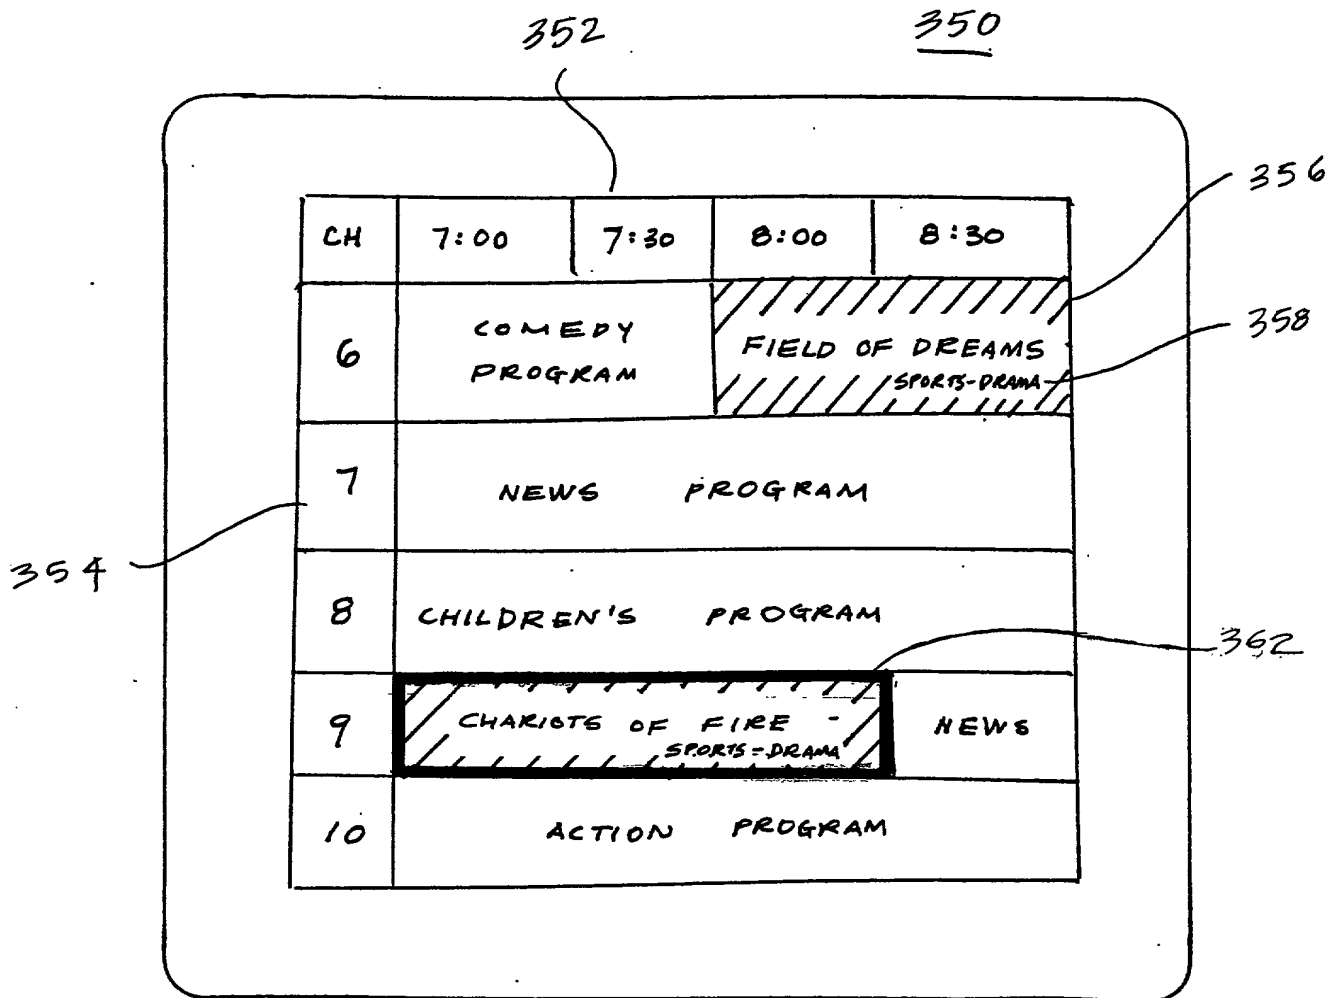 350
352
356
CH 7:00 7:30 8:00 8:30
358
6 COMEDY PROGRAM FIELD OF DREAMS
SPORTS-DRAMA
7 NEWS PROGRAM
354
8 CHILDREN'S PROGRAM
362
9 CHARIOTS OF FIRE NEWS
SPORTS-DRAMA
10 ACTION PROGRAM